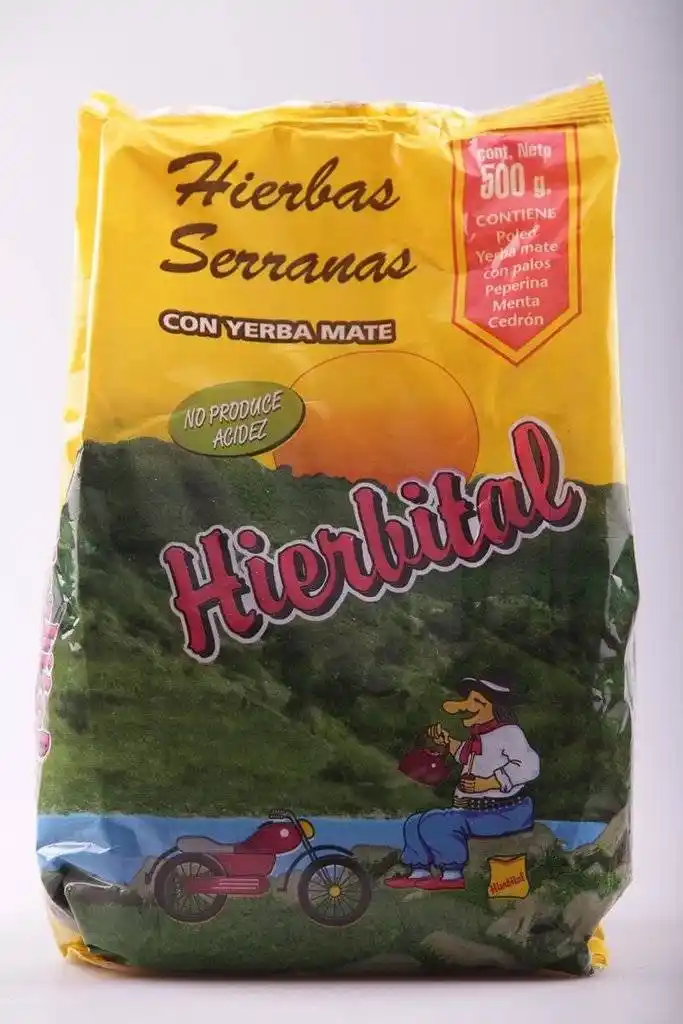 Hierbas
Serranas
CON YERBA MATE
cont. Neto
500 g.
CONTIENE
Poleo
Yerba mate
con palos
Peperina
Menta
Cedrón
NO PRODUCE
ACIDEZ
Hierbital
Hierbital